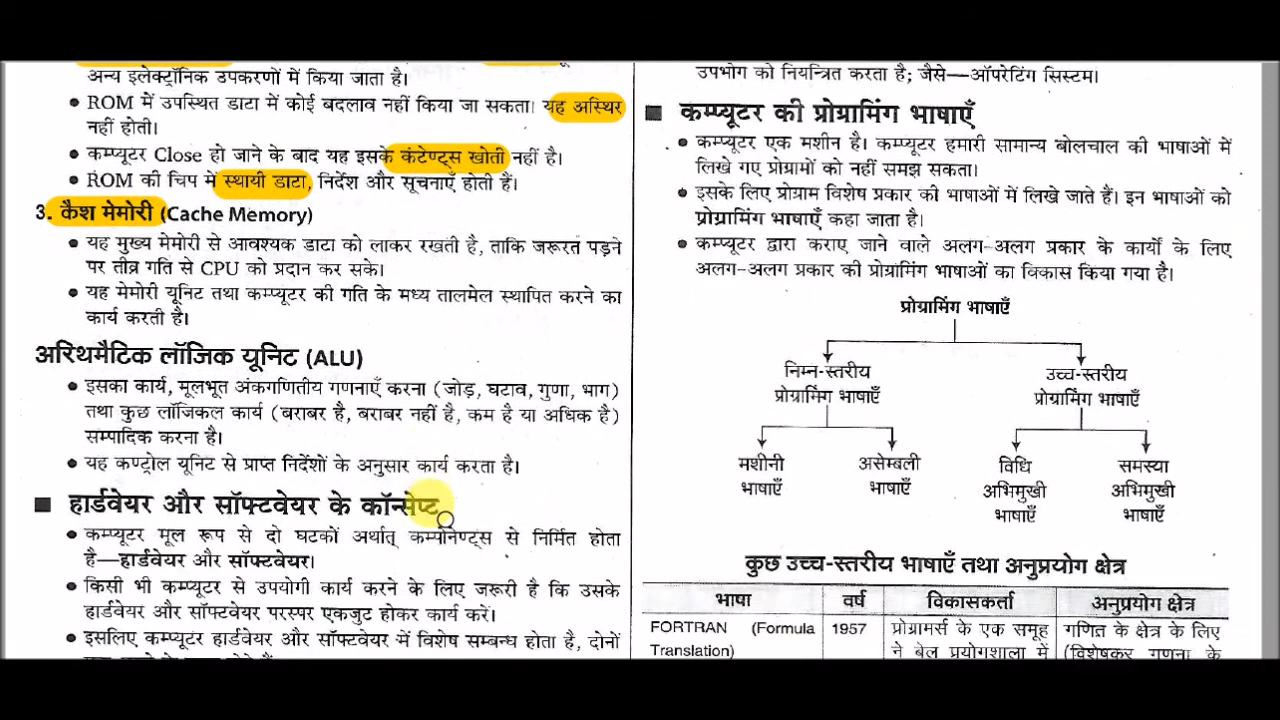 अन्य इलेक्ट्रॉनिक उपकरणों में किया जाता है।
• ROM में उपस्थित डाटा में कोई बदलाव नहीं किया जा सकता। यह अस्थिर
नहीं होती।
• कम्प्यूटर Close हो जाने के बाद यह इसके कंटेण्ट्स खोती नहीं है।
• ROM की चिप में स्थायी डाटा, निर्देश और सूचनाएँ होती हैं।
3. कैश मेमोरी (Cache Memory)
• यह मुख्य मेमोरी से आवश्यक डाटा को लाकर रखती है, ताकि जरूरत पड़ने
पर तीव्र गति से CPU को प्रदान कर सके।
• यह मेमोरी यूनिट तथा कम्प्यूटर की गति के मध्य तालमेल स्थापित करने का
कार्य करती है।
अरिथमैटिक लॉजिक यूनिट (ALU)
• इसका कार्य, मूलभूत अंकगणितीय गणनाएँ करना (जोड़, घटाव, गुणा, भाग)
तथा कुछ लॉजिकल कार्य (बराबर है, बराबर नहीं है, कम है या अधिक है)
सम्पादिक करना है।
• यह कण्ट्रोल यूनिट से प्राप्त निर्देशों के अनुसार कार्य करता है।
■ हार्डवेयर और सॉफ्टवेयर के कॉन्सेप्ट
• कम्प्यूटर मूल रूप से दो घटकों अर्थात् कम्पोनेण्ट्स से निर्मित होता
है—हार्डवेयर और सॉफ्टवेयर।
• किसी भी कम्प्यूटर से उपयोगी कार्य करने के लिए जरूरी है कि उसके
हार्डवेयर और सॉफ्टवेयर परस्पर एकजुट होकर कार्य करें।
• इसलिए कम्प्यूटर हार्डवेयर और सॉफ्टवेयर में विशेष सम्बन्ध होता है, दोनों
उपभोग को नियन्त्रित करता है; जैसे—ऑपरेटिंग सिस्टम।
■ कम्प्यूटर की प्रोग्रामिंग भाषाएँ
• कम्प्यूटर एक मशीन है। कम्प्यूटर हमारी सामान्य बोलचाल की भाषाओं में
लिखे गए प्रोग्रामों को नहीं समझ सकता।
• इसके लिए प्रोग्राम विशेष प्रकार की भाषाओं में लिखे जाते हैं। इन भाषाओं को
प्रोग्रामिंग भाषाएँ कहा जाता है।
• कम्प्यूटर द्वारा कराए जाने वाले अलग-अलग प्रकार के कार्यों के लिए
अलग-अलग प्रकार की प्रोग्रामिंग भाषाओं का विकास किया गया है।
प्रोग्रामिंग भाषाएँ
निम्न-स्तरीय
प्रोग्रामिंग भाषाएँ
उच्च-स्तरीय
प्रोग्रामिंग भाषाएँ
मशीनी
भाषाएँ
असेम्बली
भाषाएँ
विधि
अभिमुखी
भाषाएँ
समस्या
अभिमुखी
भाषाएँ
कुछ उच्च-स्तरीय भाषाएँ तथा अनुप्रयोग क्षेत्र
भाषा वर्ष विकासकर्ता अनुप्रयोग क्षेत्र
FORTRAN (Formula 1957 प्रोग्रामर्स के एक समूह गणित के क्षेत्र के लिए
Translation) ने बेल प्रयोगशाला में (विशेषकर गणना के